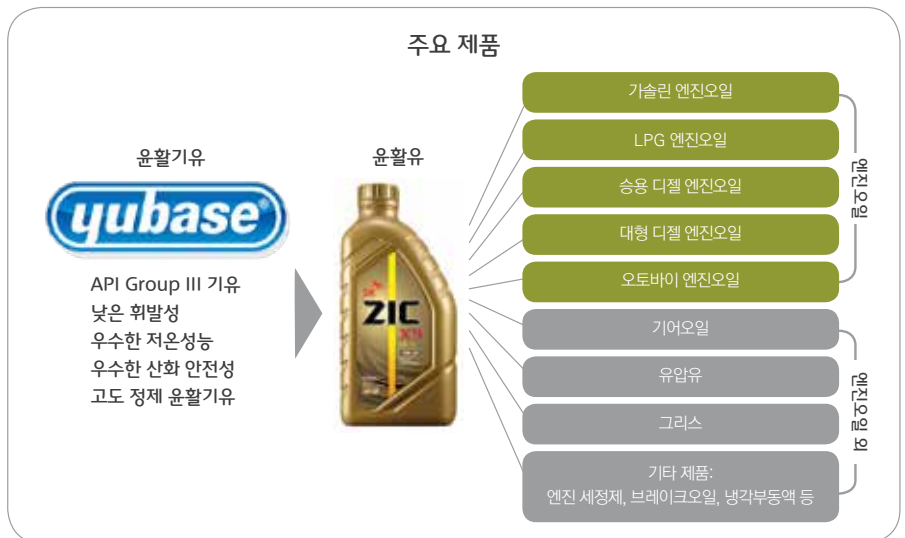 주요 제품
윤활기유
yubase®
API Group III 기유
낮은 휘발성
우수한 저온성능
우수한 산화 안전성
고도 정제 윤활기유
윤활유
ZIC
X9
가솔린 엔진오일
LPG 엔진오일
승용 디젤 엔진오일
대형 디젤 엔진오일
오토바이 엔진오일
엔진오일
기어오일
유압유
그리스
기타 제품:
엔진 세정제, 브레이크오일, 냉각부동액 등
엔진오일 외